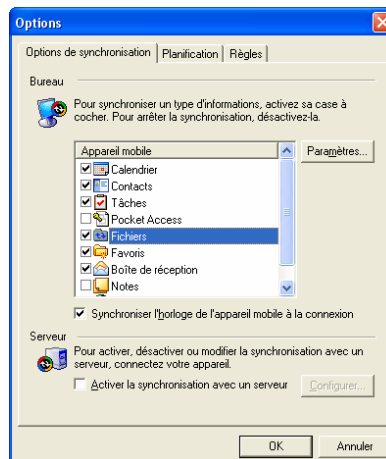 Options
Options de synchronisation Planification Règles
Bureau
Pour synchroniser un type d'informations, activez sa case à
cocher. Pour arrêter la synchronisation, désactivez-la.
Appareil mobile
Paramètres...
Calendrier
Contacts
Tâches
Pocket Access
Fichiers
Favoris
Boîte de réception
Notes
Synchroniser l'horloge de l'appareil mobile à la connexion
Serveur
Pour activer, désactiver ou modifier la synchronisation avec un
serveur, connectez votre appareil.
Activer la synchronisation avec un serveur
Configurer...
OK Annuler